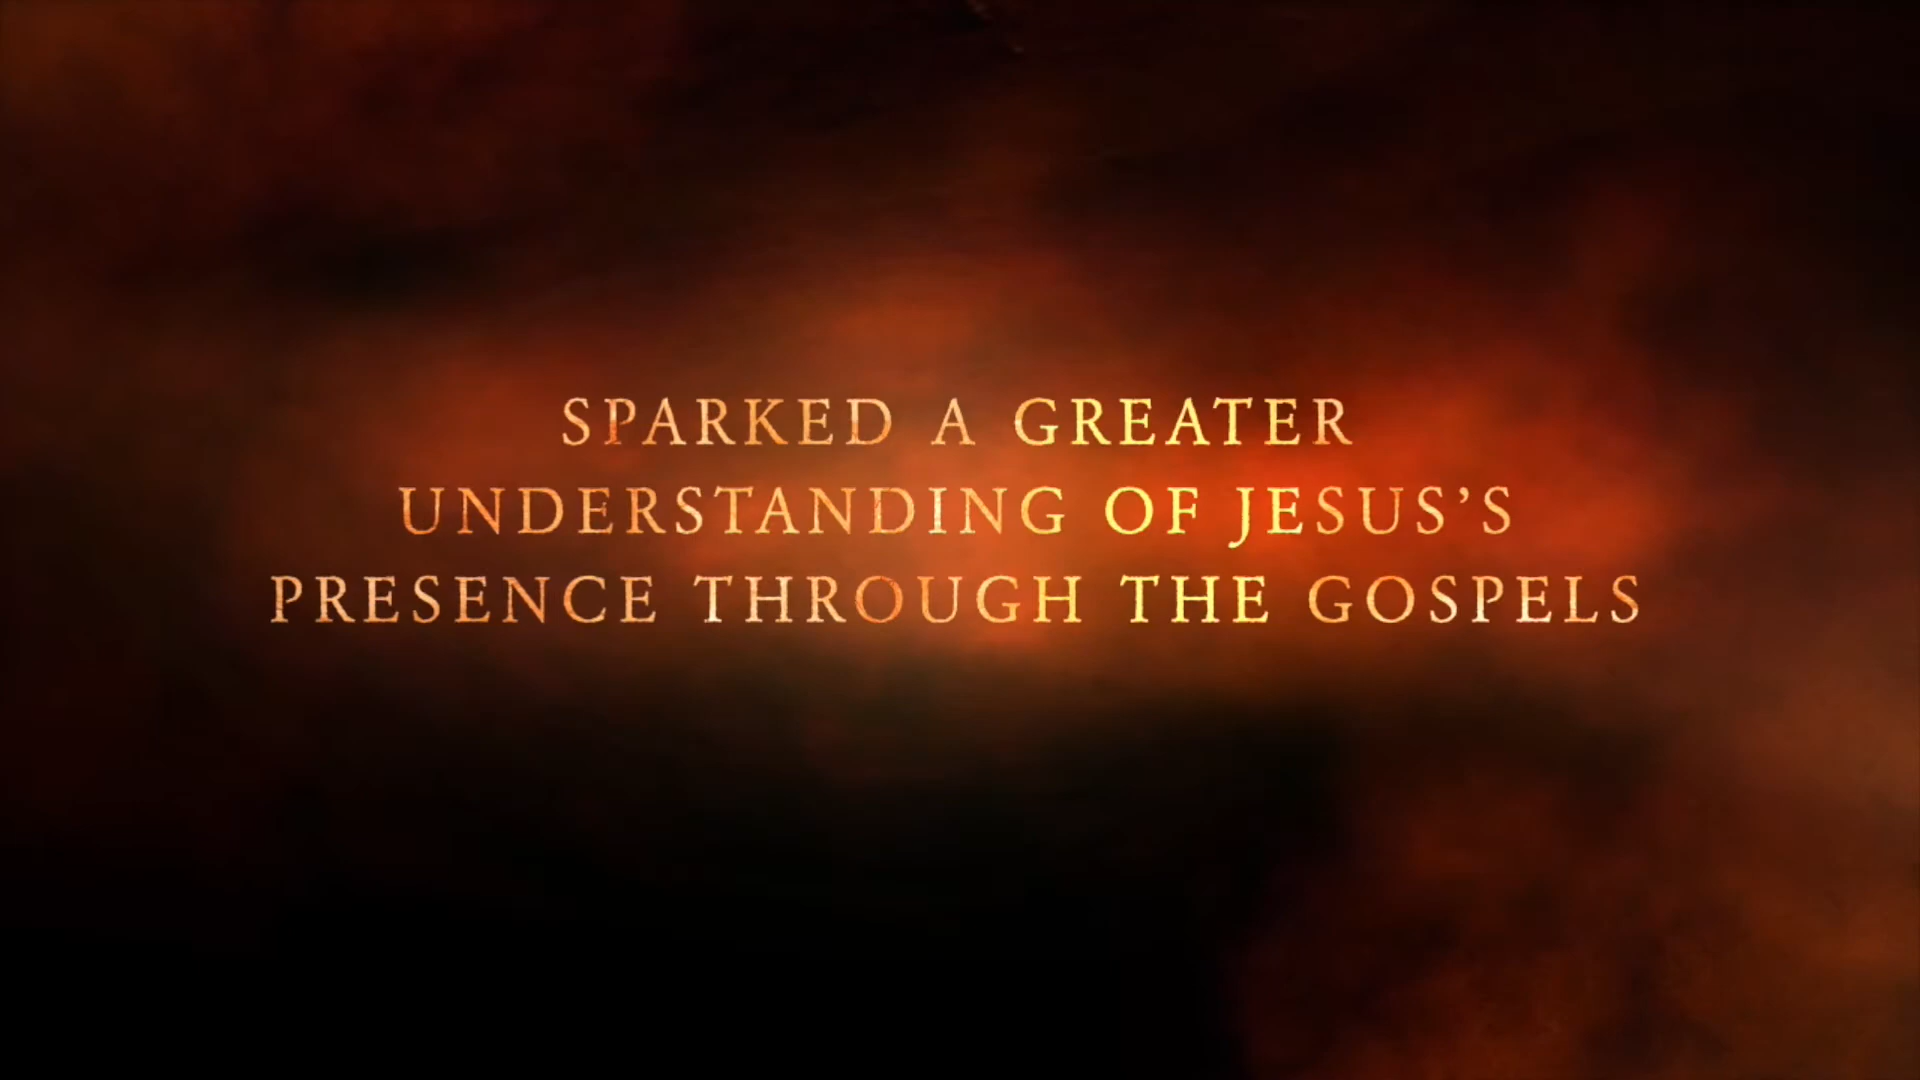 SPARKED A GREATER
UNDERSTANDING OF JESUS’S
PRESENCE THROUGH THE GOSPELS